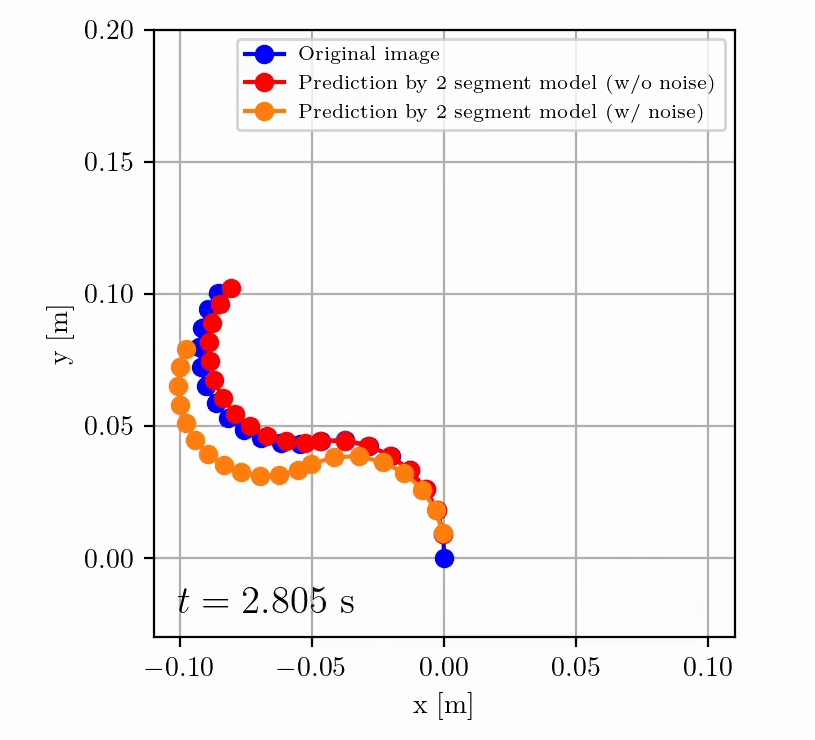 0.20
0.15
0.10
0.05
0.00
y [m]
Original image
Prediction by 2 segment model (w/o noise)
Prediction by 2 segment model (w/ noise)
t = 2.805 s
−0.10
−0.05
0.00
0.05
0.10
x [m]